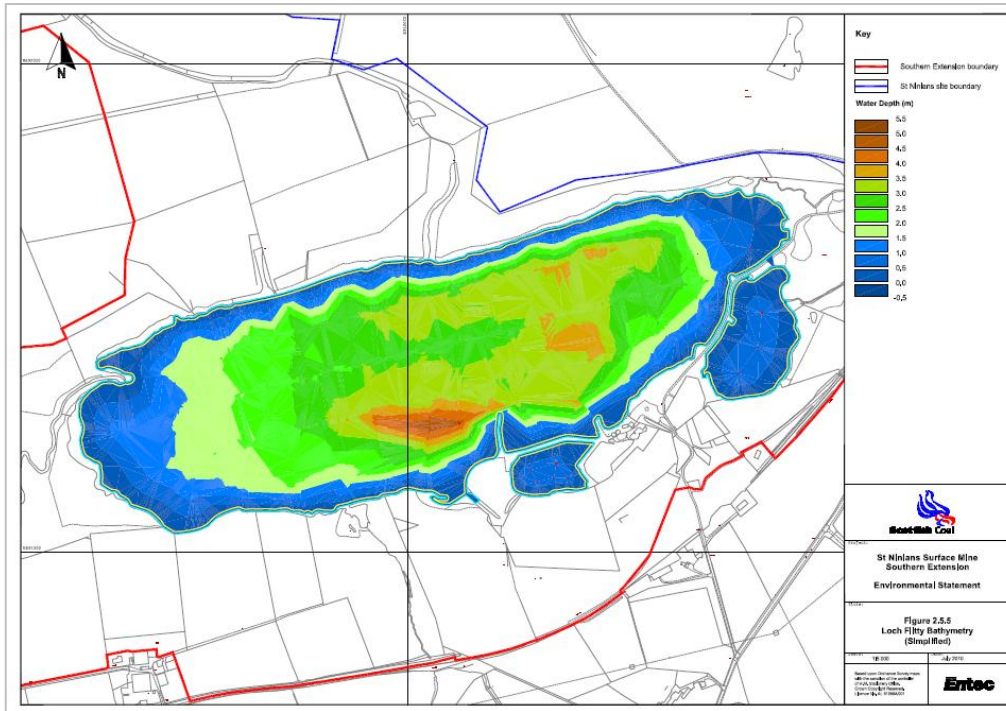 N
Key
Southern Extension boundary
St Ninians site boundary
Water Depth (m)
5.5
5.0
4.5
4.0
3.5
3.0
2.5
2.0
1.5
1.0
0.5
0.0
-0.5
Scottish Coal
St Ninians Surface Mine
Southern Extension
Environmental Statement
Figure 2.5.5
Loch Fitty Bathymetry
(Simplified)
July 2010
Entec